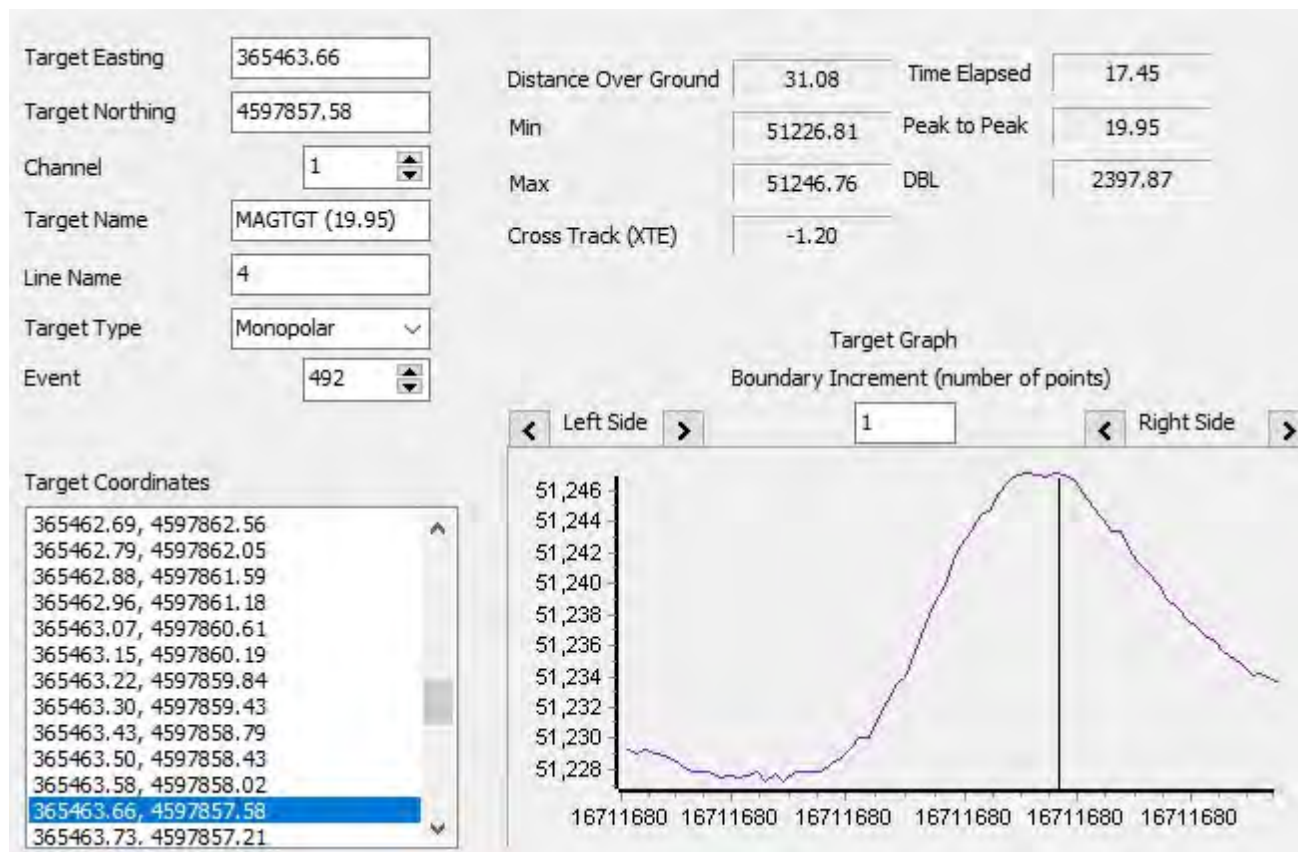 Target Easting 365463.66
Target Northing 4597857.58
Channel 1
Target Name MAGTGT (19.95)
Line Name 4
Target Type Monopolar
Event 492
Distance Over Ground 31.08 Time Elapsed 17.45
Min 51226.81 Peak to Peak 19.95
Max 51246.76 DBL 2397.87
Cross Track (XTE) -1.20
Target Graph
Boundary Increment (number of points)
Left Side 1 Right Side
Target Coordinates
365462.69, 4597862.56
365462.79, 4597862.05
365462.88, 4597861.59
365462.96, 4597861.18
365463.07, 4597860.61
365463.15, 4597860.19
365463.22, 4597859.84
365463.30, 4597859.43
365463.43, 4597858.79
365463.50, 4597858.43
365463.58, 4597858.02
365463.66, 4597857.58
365463.73, 4597857.21
51,246
51,244
51,242
51,240
51,238
51,236
51,234
51,232
51,230
51,228
16711680 16711680 16711680 16711680 16711680 16711680